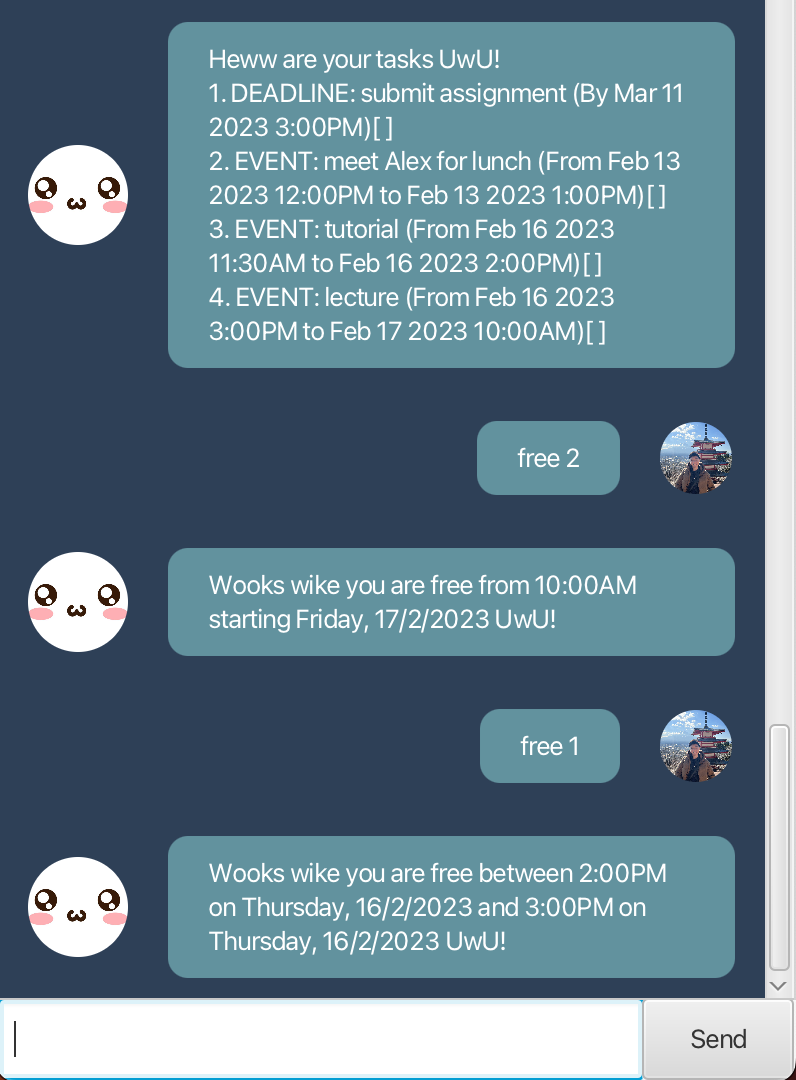 Heww are your tasks UwU!
1. DEADLINE: submit assignment (By Mar 11
2023 3:00PM)[ ]
2. EVENT: meet Alex for lunch (From Feb 13
2023 12:00PM to Feb 13 2023 1:00PM)[ ]
3. EVENT: tutorial (From Feb 16 2023
11:30AM to Feb 16 2023 2:00PM)[ ]
4. EVENT: lecture (From Feb 16 2023
3:00PM to Feb 17 2023 10:00AM)[ ]
free 2
Wooks wike you are free from 10:00AM
starting Friday, 17/2/2023 UwU!
free 1
Wooks wike you are free between 2:00PM
on Thursday, 16/2/2023 and 3:00PM on
Thursday, 16/2/2023 UwU!
Send